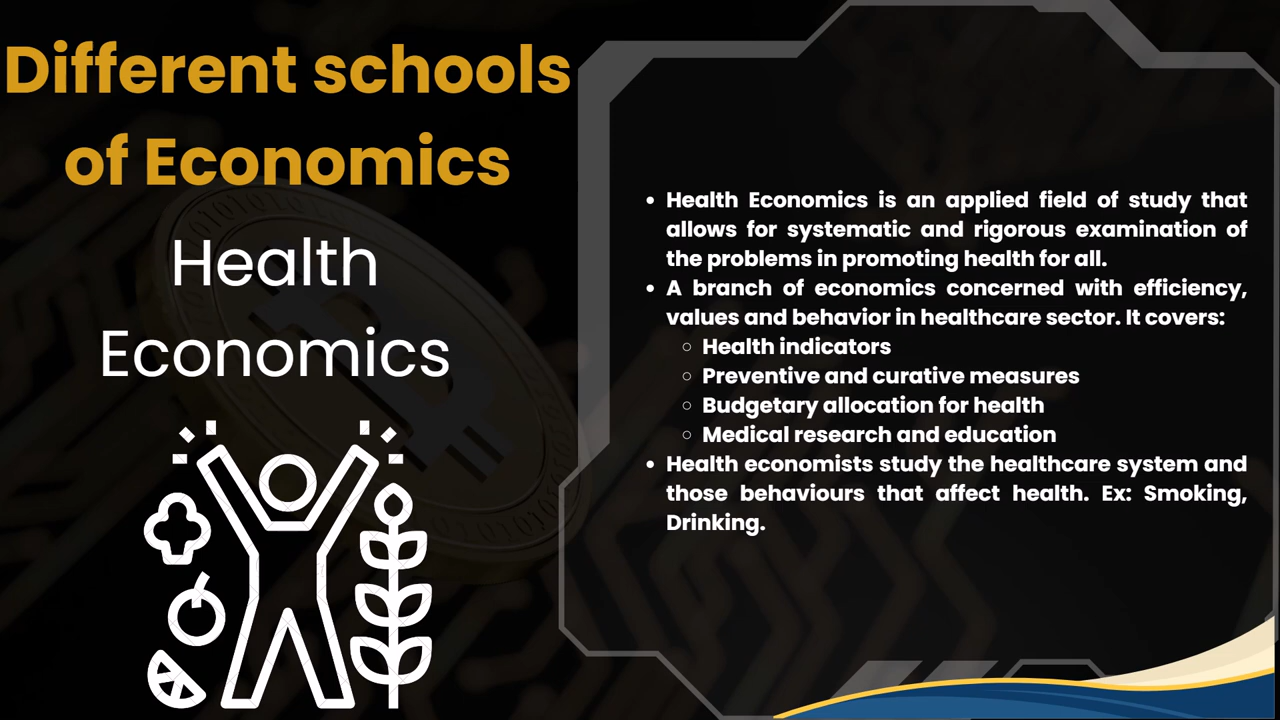 Different schools
of Economics
Health
Economics
• Health Economics is an applied field of study that
allows for systematic and rigorous examination of
the problems in promoting health for all.
• A branch of economics concerned with efficiency,
values and behavior in healthcare sector. It covers:
○ Health indicators
○ Preventive and curative measures
○ Budgetary allocation for health
○ Medical research and education
• Health economists study the healthcare system and
those behaviours that affect health. Ex: Smoking,
Drinking.